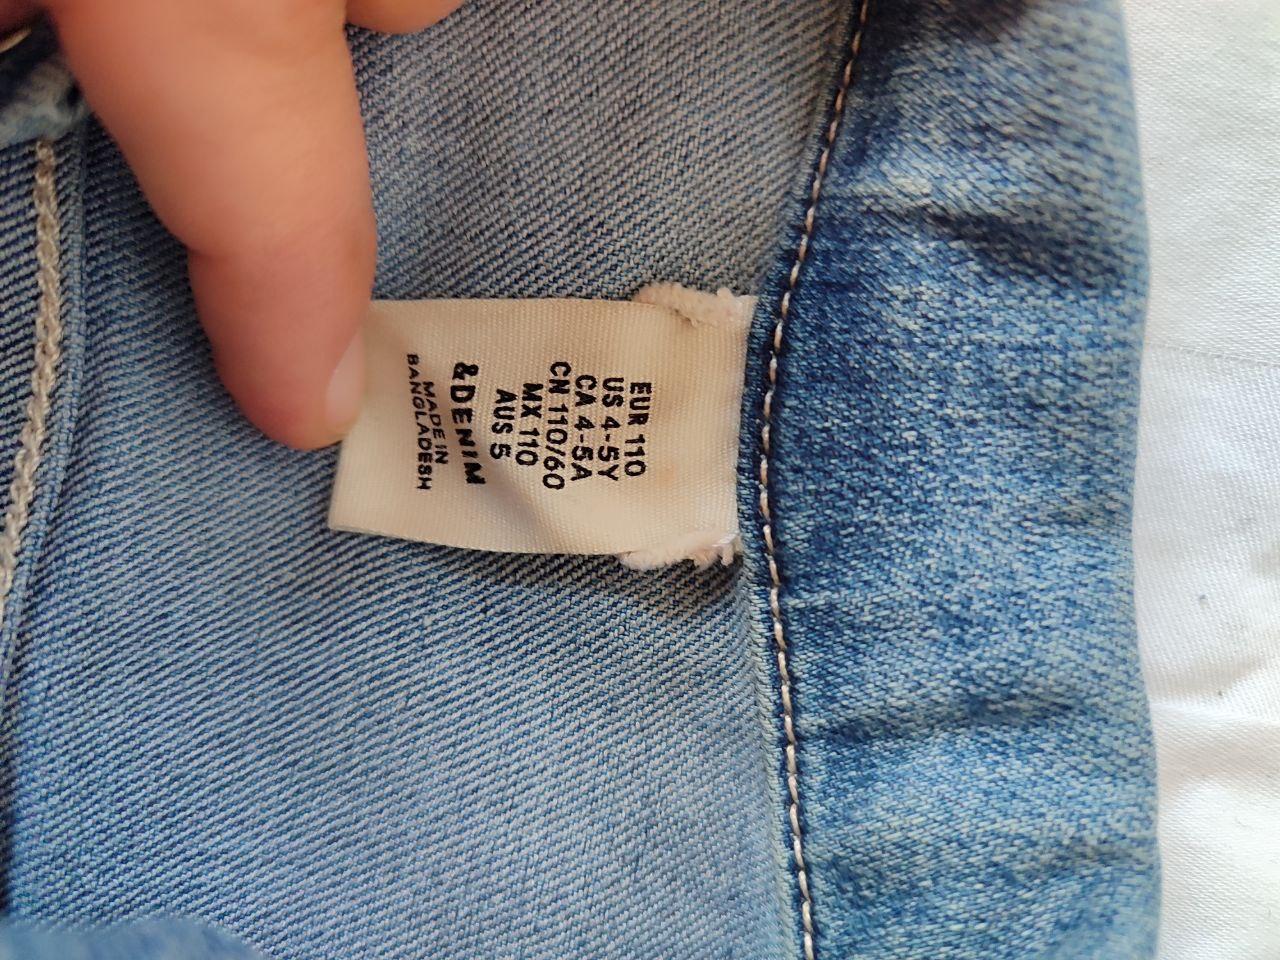 EUR 110
US 4-5Y
CA 4-5A
CN 110/60
MX 110
AUS 5
&DENIM
MADE IN
BANGLADESH